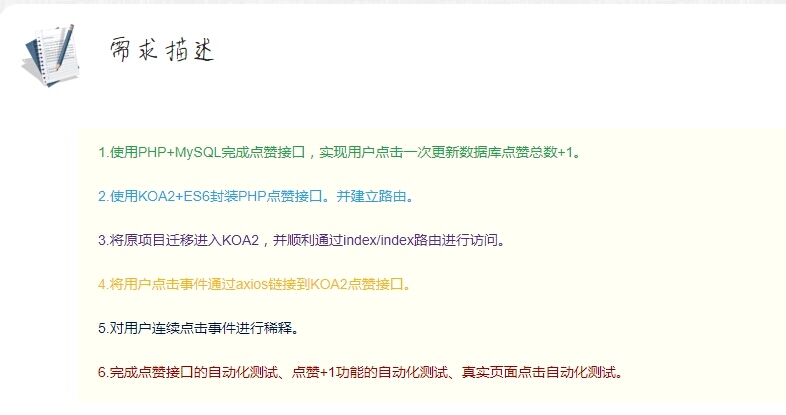 需求描述
1.使用PHP+MySQL完成点赞接口，实现用户点击一次更新数据库点赞总数+1。
2.使用KOA2+ES6封装PHP点赞接口。并建立路由。
3.将原项目迁移进入KOA2，并顺利通过index/index路由进行访问。
4.将用户点击事件通过axios链接到KOA2点赞接口。
5.对用户连续点击事件进行稀释。
6.完成点赞接口的自动化测试、点赞+1功能的自动化测试、真实页面点击自动化测试。